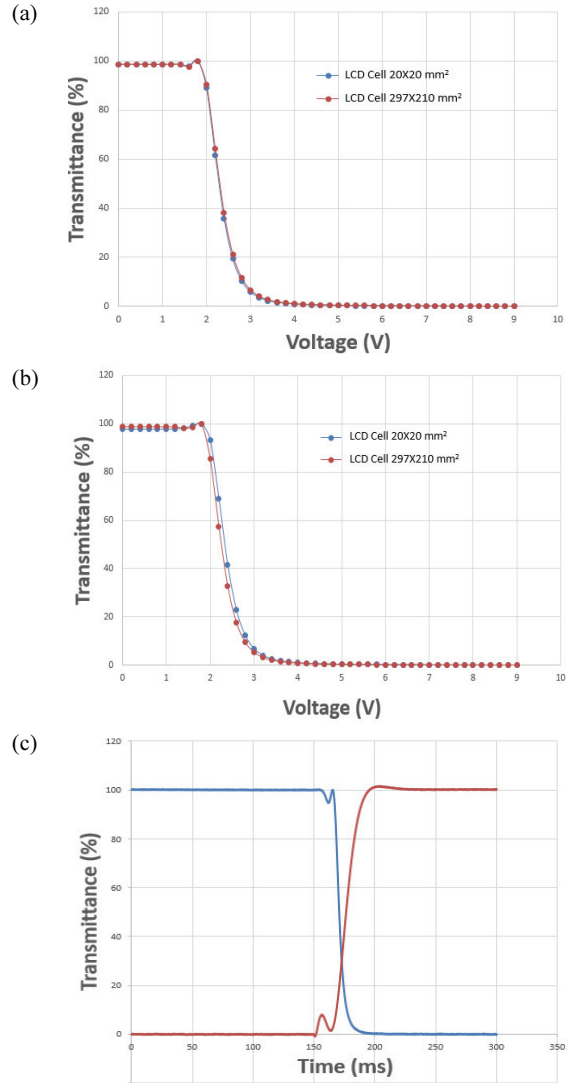 (a)
120
100
80
60
40
20
0
Transmittance (%)
LCD Cell 20X20 mm²
LCD Cell 297X210 mm²
0 1 2 3 4 5 6 7 8 9 10
Voltage (V)
(b)
120
100
80
60
40
20
0
Transmittance (%)
LCD Cell 20X20 mm²
LCD Cell 297X210 mm²
0 1 2 3 4 5 6 7 8 9 10
Voltage (V)
(c)
120
100
80
60
40
20
0
Transmittance (%)
0 50 100 150 200 250 300 350
Time (ms)